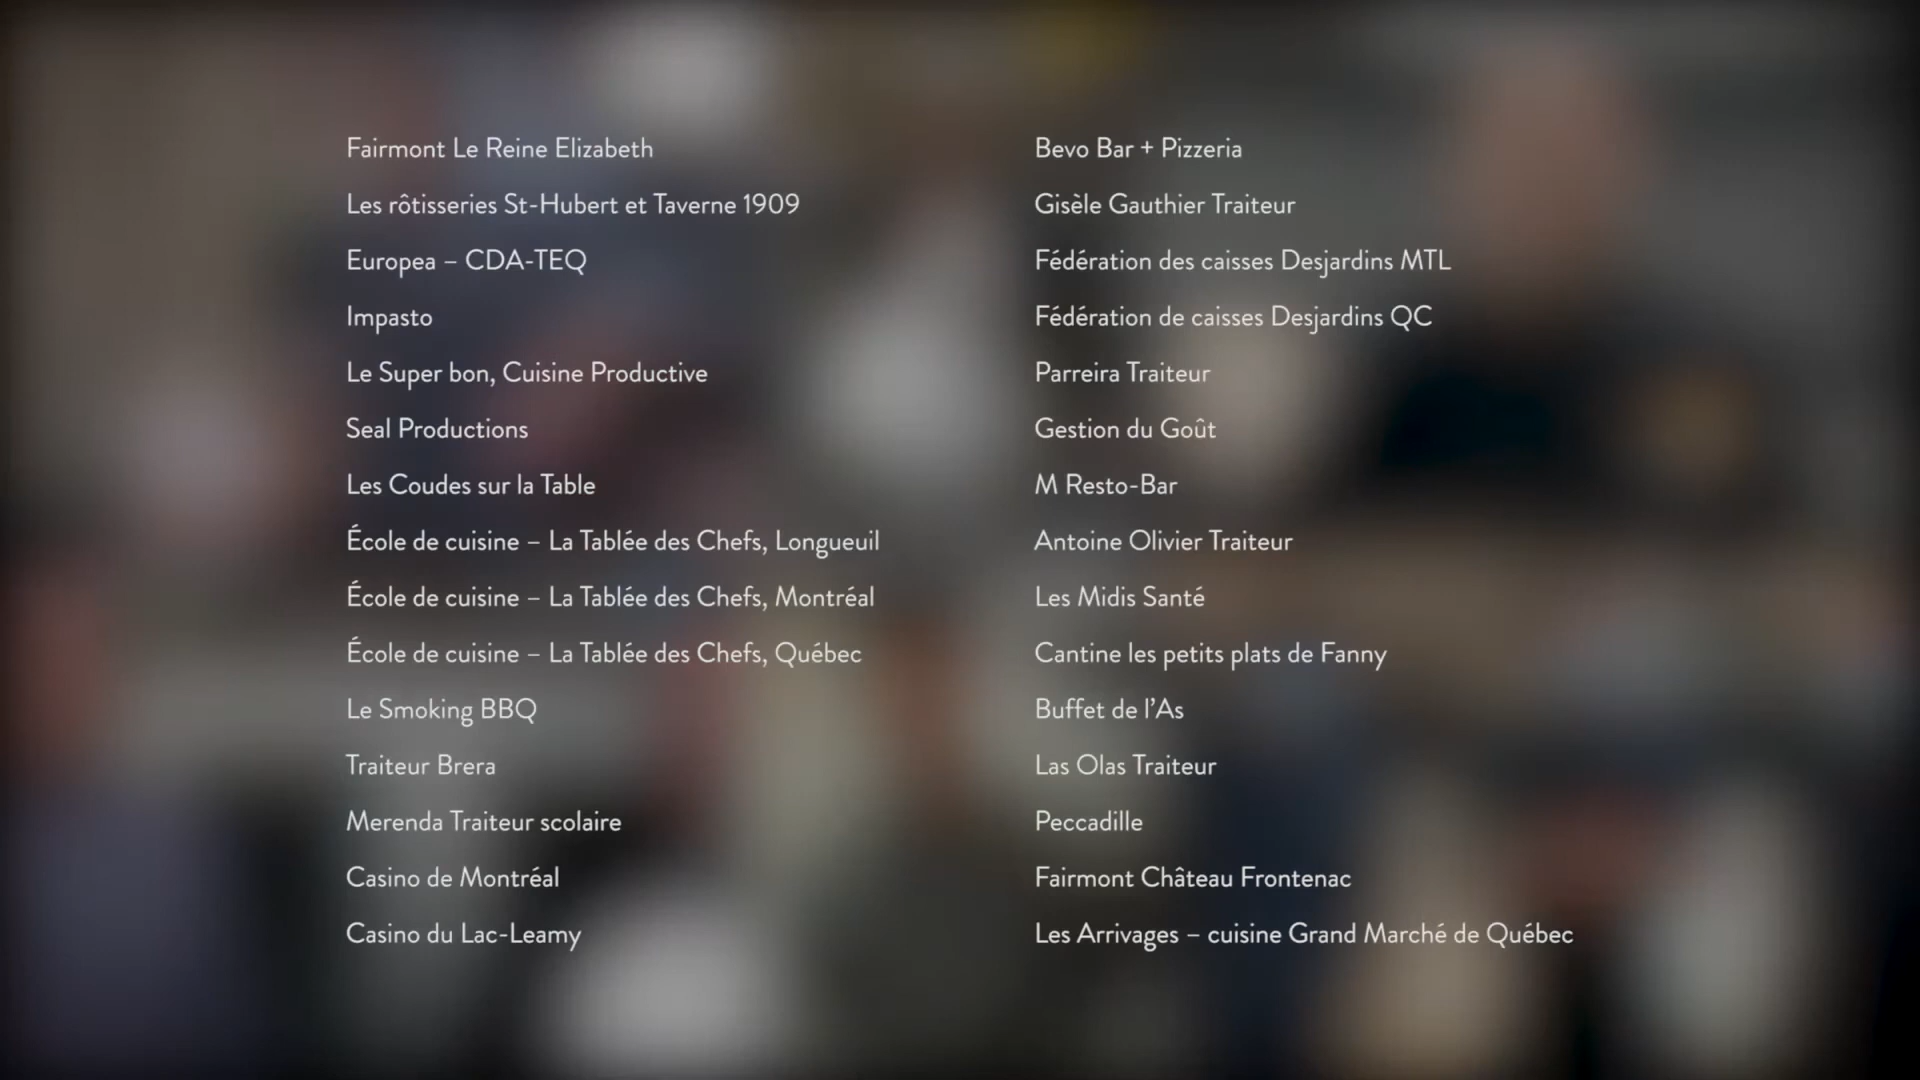 Fairmont Le Reine Elizabeth
Les rôtisseries St-Hubert et Taverne 1909
Europea – CDA-TEQ
Impasto
Le Super bon, Cuisine Productive
Seal Productions
Les Coudes sur la Table
École de cuisine – La Tablée des Chefs, Longueuil
École de cuisine – La Tablée des Chefs, Montréal
École de cuisine – La Tablée des Chefs, Québec
Le Smoking BBQ
Traiteur Brera
Merenda Traiteur scolaire
Casino de Montréal
Casino du Lac-Leamy
Bevo Bar + Pizzeria
Gisèle Gauthier Traiteur
Fédération des caisses Desjardins MTL
Fédération de caisses Desjardins QC
Parreira Traiteur
Gestion du Goût
M Resto-Bar
Antoine Olivier Traiteur
Les Midis Santé
Cantine les petits plats de Fanny
Buffet de l’As
Las Olas Traiteur
Peccadille
Fairmont Château Frontenac
Les Arrivages – cuisine Grand Marché de Québec